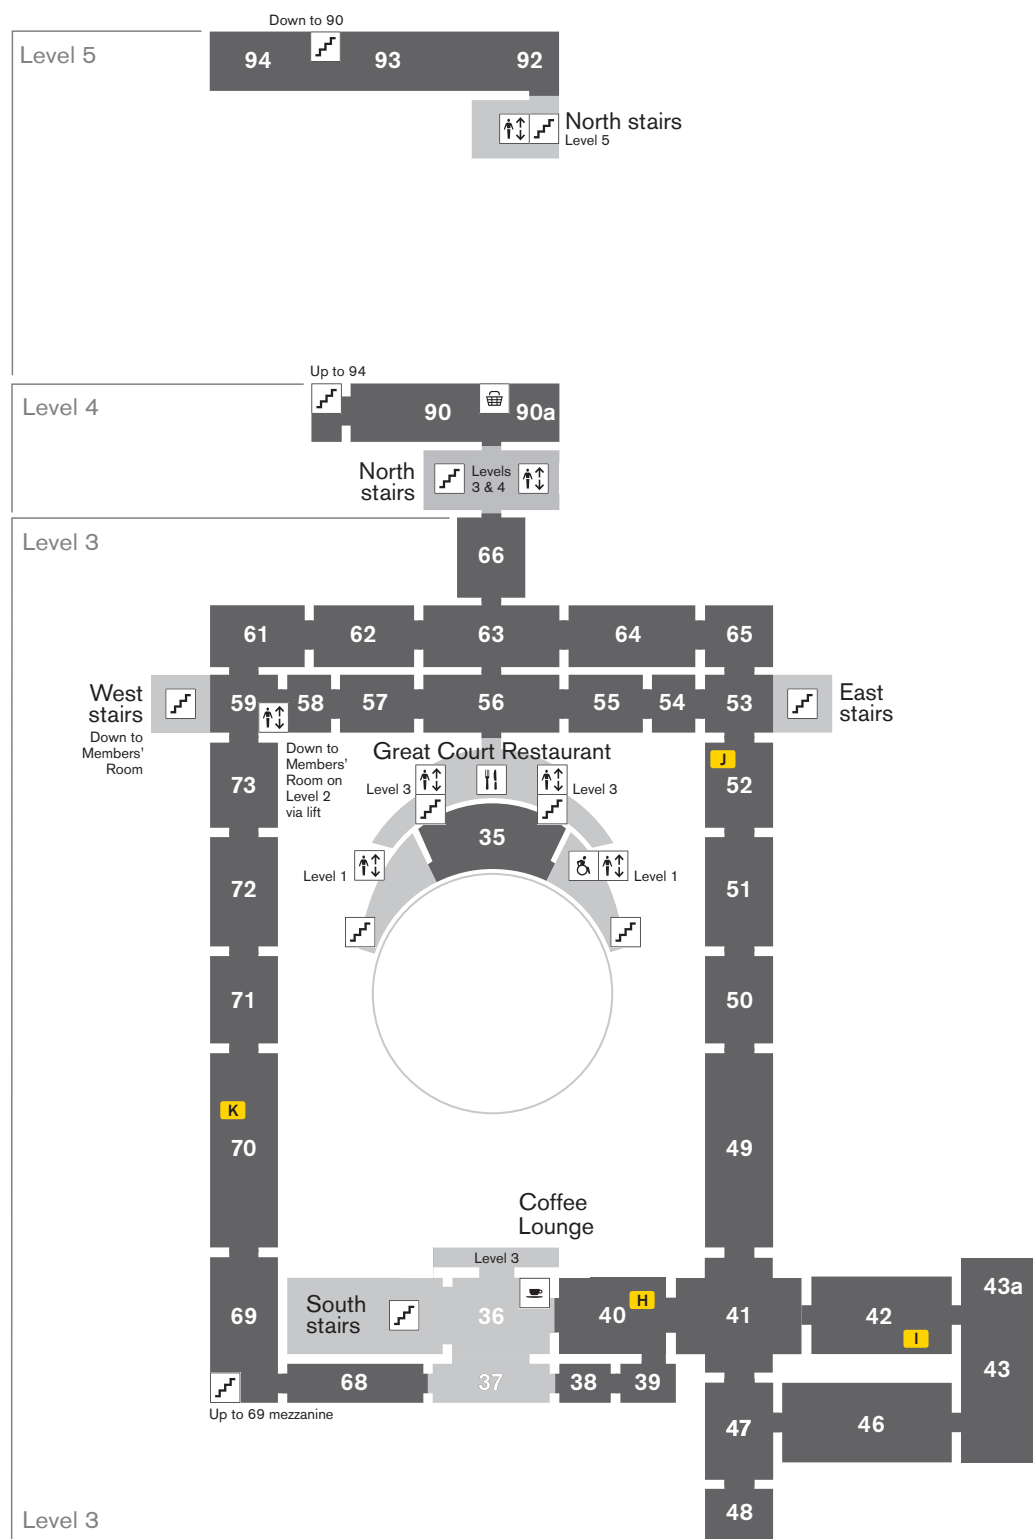 Down to 90
Level 5
94
93
92
North stairs
Level 5
Up to 94
Level 4
90
90a
North
stairs
Levels
3 & 4
Level 3
66
61
62
63
64
65
West
stairs
Down to
Members'
Room
59
58
57
56
55
54
53
East
stairs
Down to
Members'
Room on
Level 2
via lift
Great Court Restaurant
J
73
52
Level 3
Level 3
35
Level 1
Level 1
72
51
71
50
K
70
49
Coffee
Lounge
Level 3
South
stairs
36
H
40
41
42
I
43a
69
68
37
38
39
43
Up to 69 mezzanine
47
46
48
Level 3